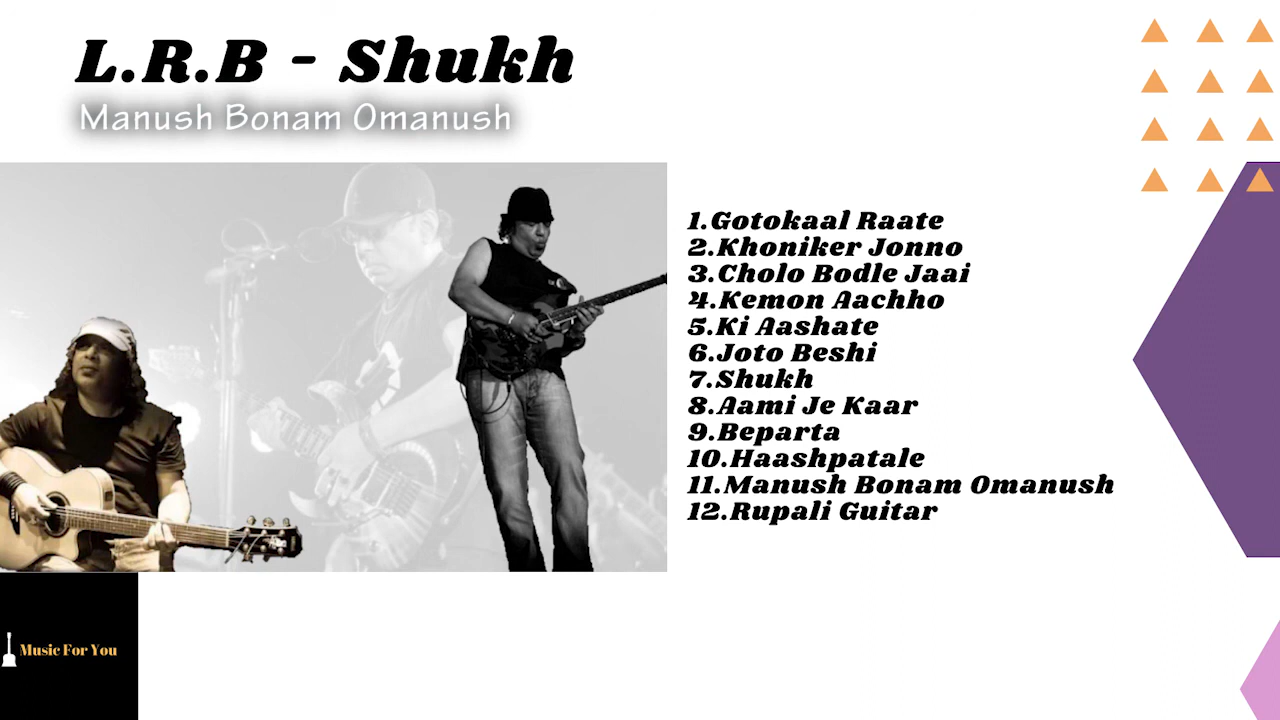 L.R.B - Shukh
Manush Bonam Omanush
1.Gotokaal Raate
2.Khoniker Jonno
3.Cholo Bodle Jaai
4.Kemon Aachho
5.Ki Aashate
6.Joto Beshi
7.Shukh
8.Aami Je Kaar
9.Beparta
10.Haashpatale
11.Manush Bonam Omanush
12.Rupali Guitar
Music For You